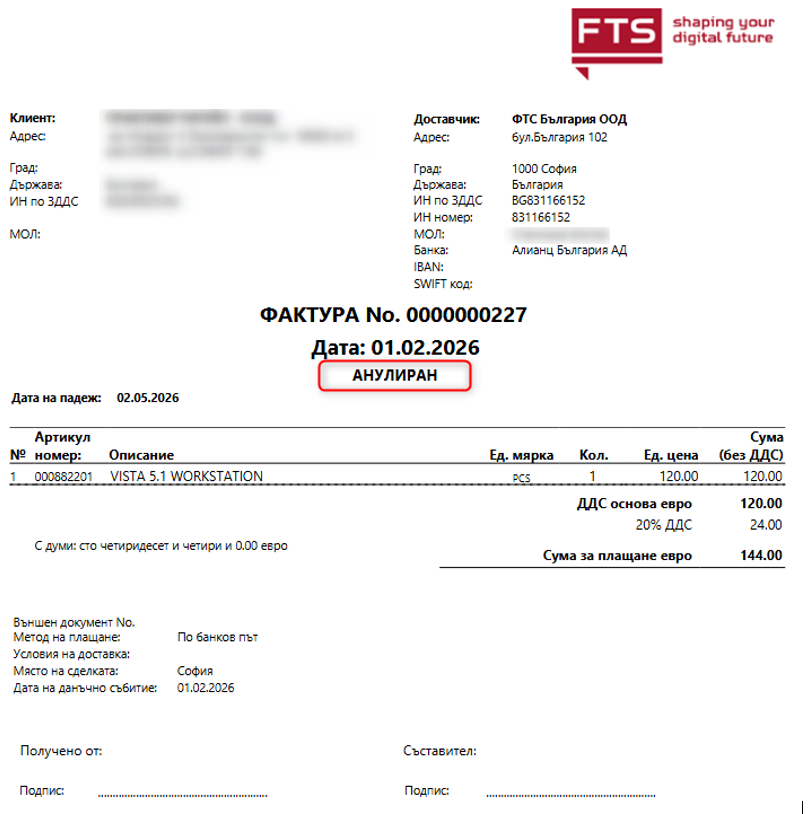 FTS shaping your
digital future
Клиент:
Адрес:
Град:
Държава:
ИН по ЗДДС
МОЛ:
Доставчик: ФТС България ООД
Адрес: бул.България 102
Град: 1000 София
Държава: България
ИН по ЗДДС BG831166152
ИН номер: 831166152
МОЛ:
Банка: Алианц България АД
IBAN:
SWIFT код:
ФАКТУРА No. 0000000227
Дата: 01.02.2026
АНУЛИРАН
Дата на падеж: 02.05.2026
№ Артикул номер: Описание Ед. мярка Кол. Ед. цена Сума (без ДДС)
1 000882201 VISTA 5.1 WORKSTATION PCS 1 120.00 120.00
ДДС основа евро 120.00
20% ДДС 24.00
С думи: сто четиридесет и четири и 0.00 евро
Сума за плащане евро 144.00
Външен документ No.
Метод на плащане: По банков път
Условия на доставка:
Място на сделката: София
Дата на данъчно събитие: 01.02.2026
Получено от: Съставител:
Подпис: Подпис: